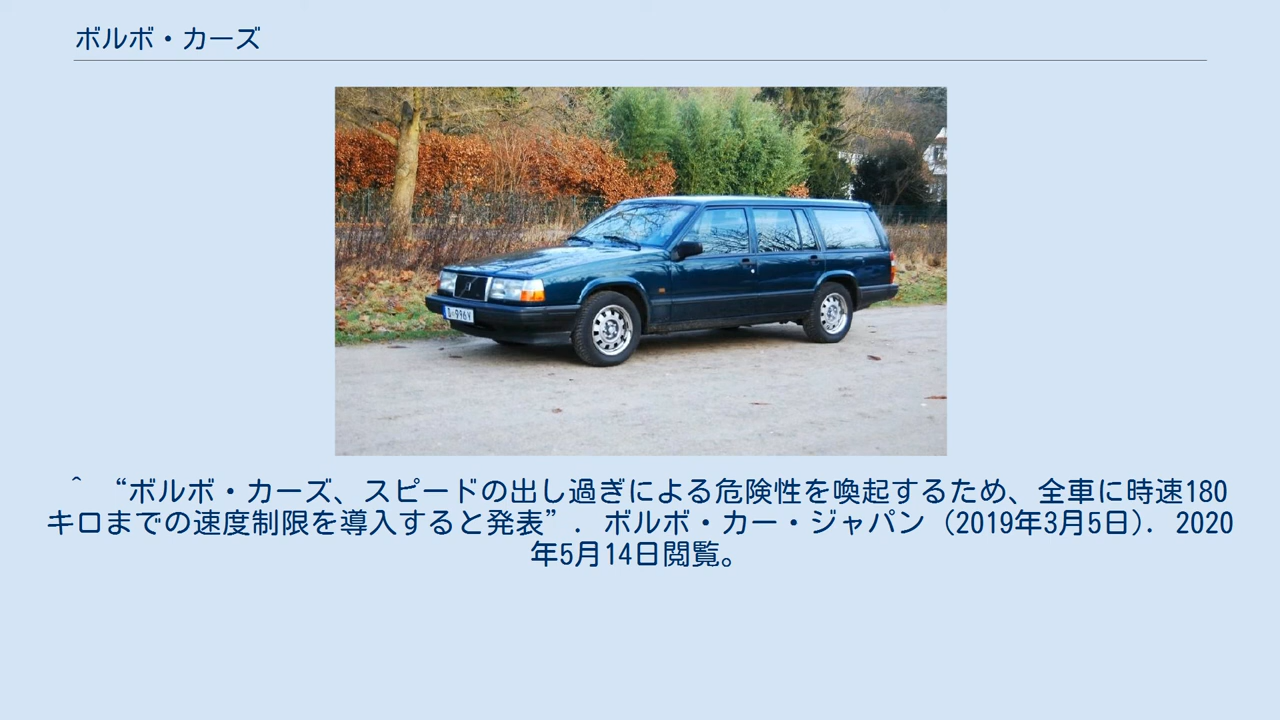 ボルボ・カーズ
^ “ボルボ・カーズ、スピードの出し過ぎによる危険性を喚起するため、全車に時速180
キロまでの速度制限を導入すると発表”. ボルボ・カー・ジャパン (2019年3月5日). 2020
年5月14日閲覧。